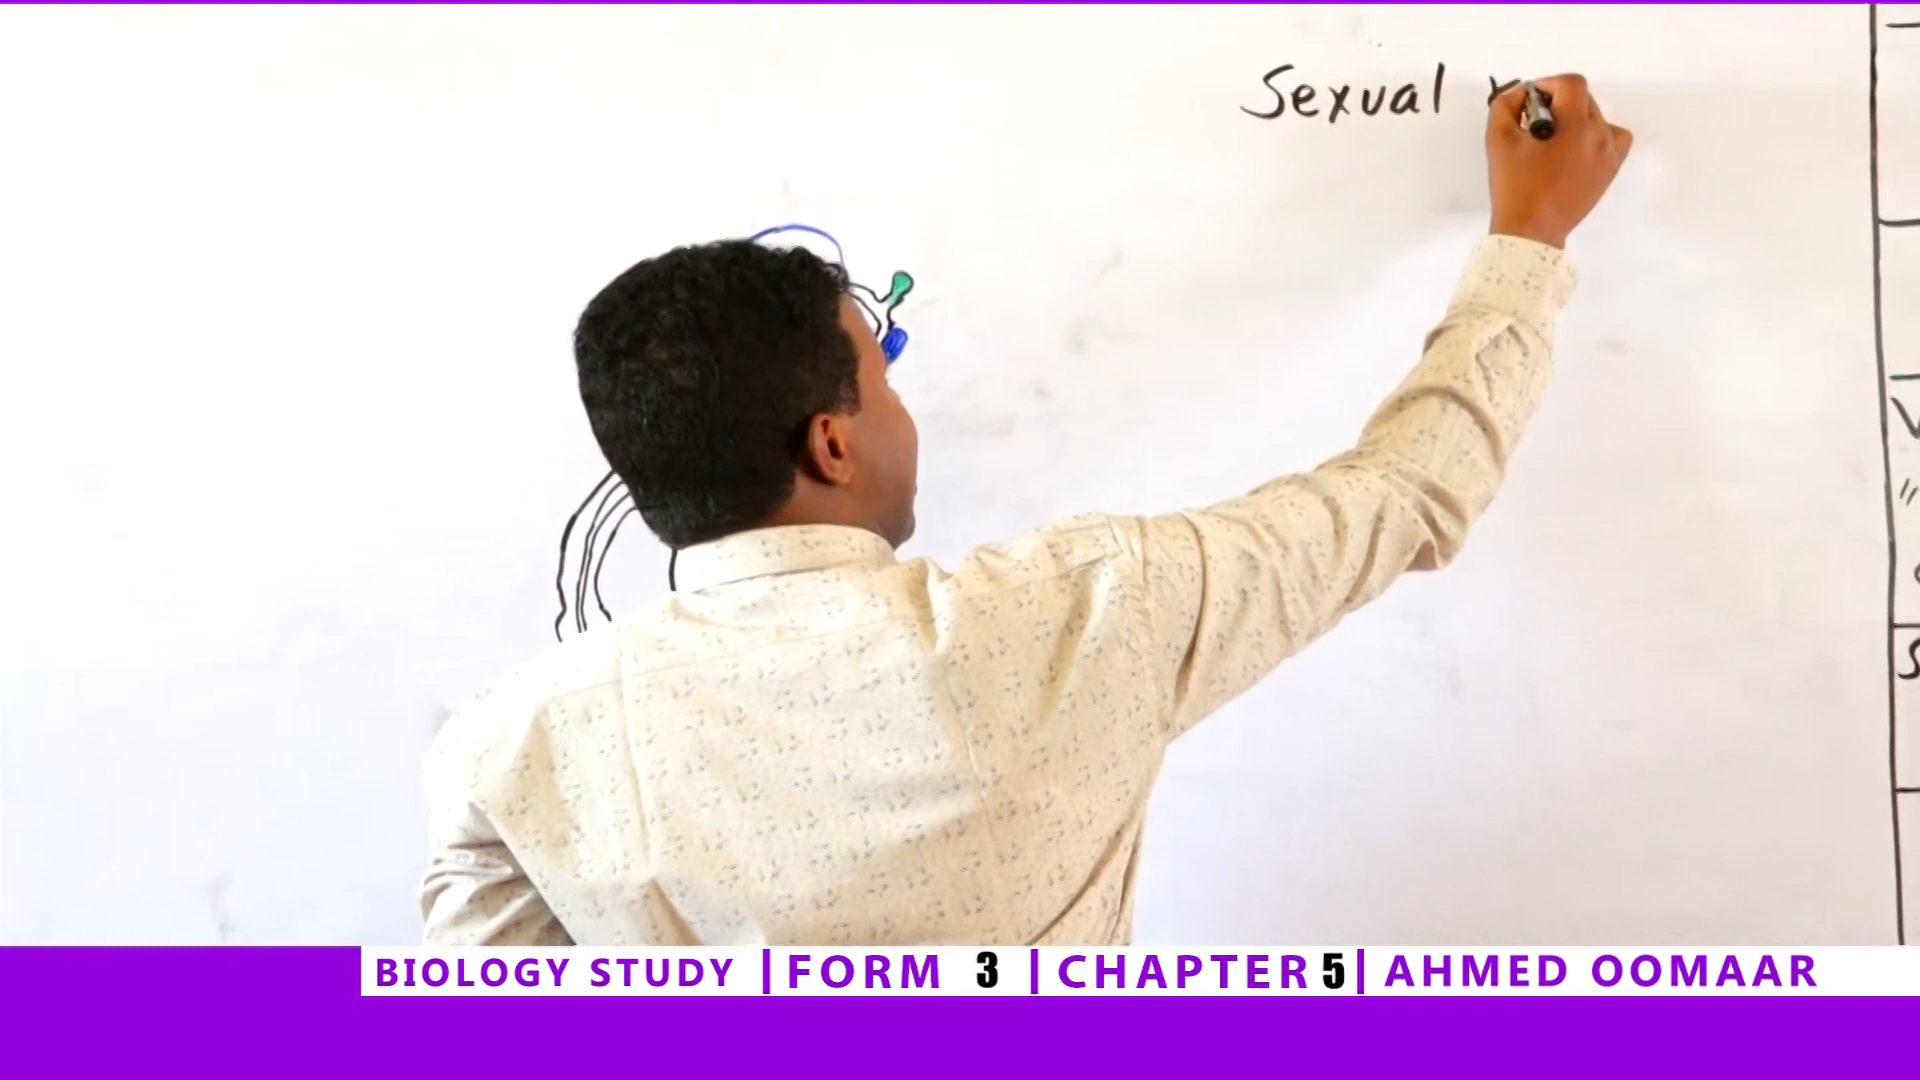 Sexual r
V
"
S
BIOLOGY STUDY | FORM 3 | CHAPTER 5 | AHMED OOMAAR